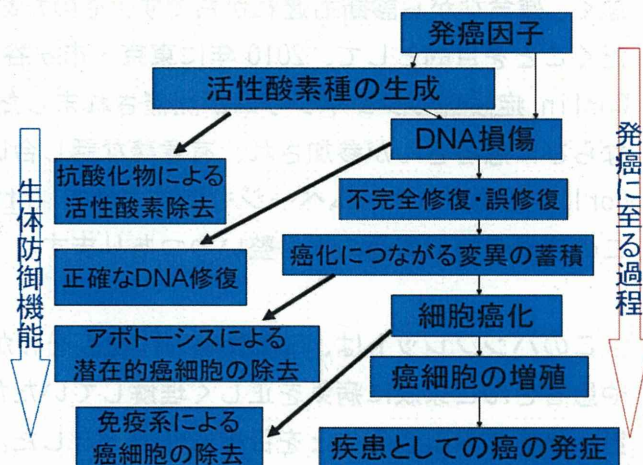 発癌因子
活性酸素種の生成
DNA損傷
抗酸化物による
活性酸素除去
不完全修復・誤修復
正確なDNA修復
癌化につながる変異の蓄積
細胞癌化
アポトーシスによる
潜在的癌細胞の除去
癌細胞の増殖
免疫系による
癌細胞の除去
疾患としての癌の発症
生体防御機能
発癌に至る過程